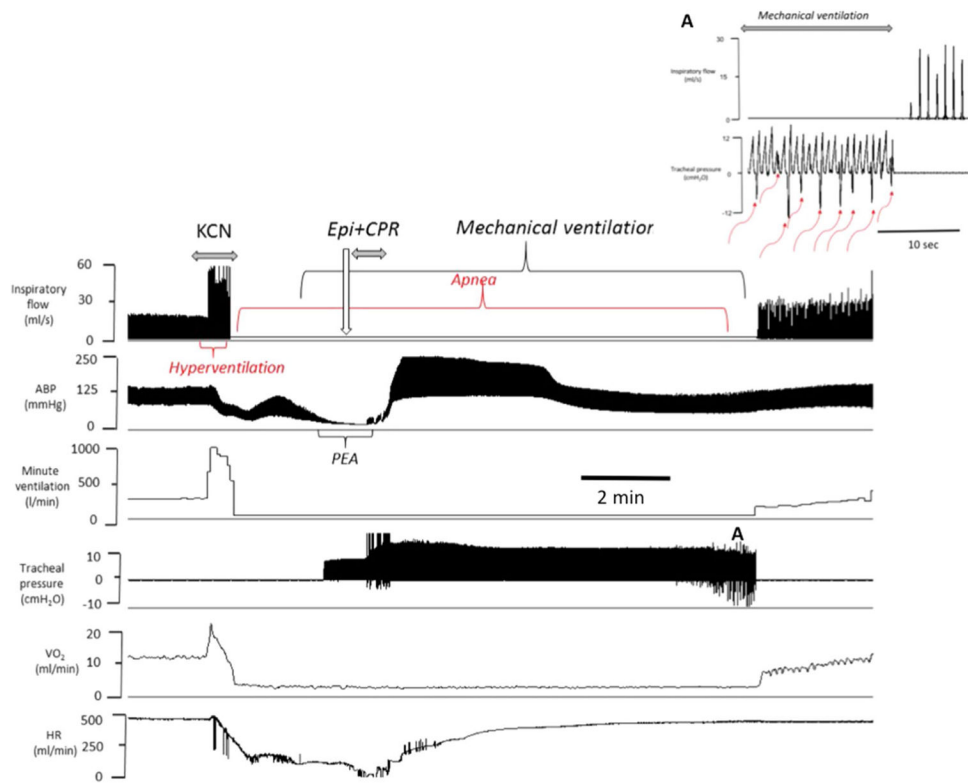 A
Mechanical ventilation
30
Inspiratory flow
(ml/s)
15
0
12
Tracheal pressure
(cmH2O)
0
-12
10 sec
KCN
Epi+CPR
Mechanical ventilation
60
Inspiratory
flow
(ml/s)
30
0
Apnea
Hyperventilation
250
ABP
(mmHg)
125
0
PEA
1000
Minute
ventilation
(l/min)
500
0
2 min
A
Tracheal
pressure
(cmH2O)
10
0
-10
20
VO2
(ml/min)
10
0
500
HR
(ml/min)
250
0